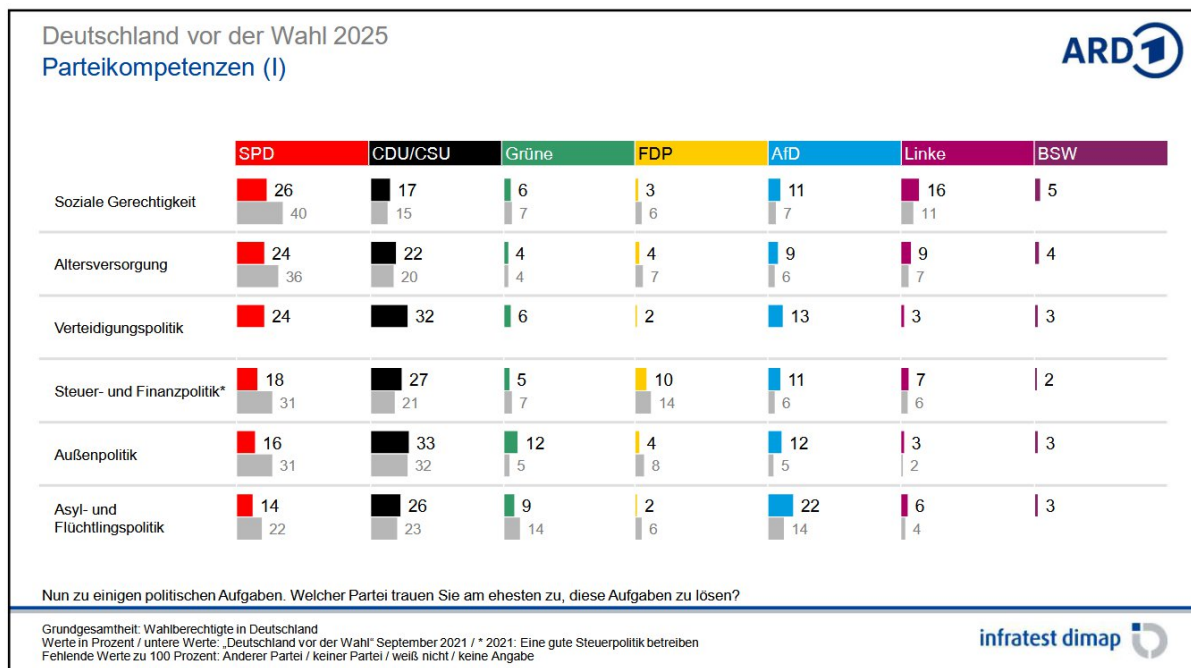 Deutschland vor der Wahl 2025
Parteikompetenzen (I)
ARD 1
SPD CDU/CSU Grüne FDP AfD Linke BSW
Soziale Gerechtigkeit 26 17 6 3 11 16 5
40 15 7 6 7 11
Altersversorgung 24 22 4 4 9 9 4
36 20 4 7 6 7
Verteidigungspolitik 24 32 6 2 13 3 3
Steuer- und Finanzpolitik* 18 27 5 10 11 7 2
31 21 7 14 6 6
Außenpolitik 16 33 12 4 12 3 3
31 32 5 8 5 2
Asyl- und
Flüchtlingspolitik 14 26 9 2 22 6 3
22 23 14 6 14 4
Nun zu einigen politischen Aufgaben. Welcher Partei trauen Sie am ehesten zu, diese Aufgaben zu lösen?
Grundgesamtheit: Wahlberechtigte in Deutschland
Werte in Prozent / untere Werte: „Deutschland vor der Wahl“ September 2021 / * 2021: Eine gute Steuerpolitik betreiben
Fehlende Werte zu 100 Prozent: Anderer Partei / keiner Partei / weiß nicht / keine Angabe
infratest dimap